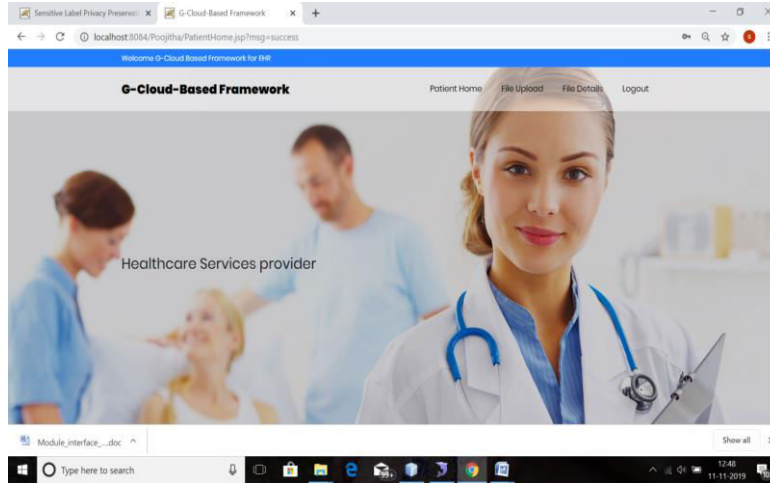 Sensitive Label Privacy Preservati
G-Cloud-Based Framework
localhost:8084/Poojitha/PatientHome.jsp?msg=success
S
Welcome G-Cloud Based Framework for EHR
G-Cloud-Based Framework
Patient Home File Upload File Details Logout
Healthcare Services provider
Module_interface_....doc
Show all
Type here to search
99+
12:48
11-11-2019